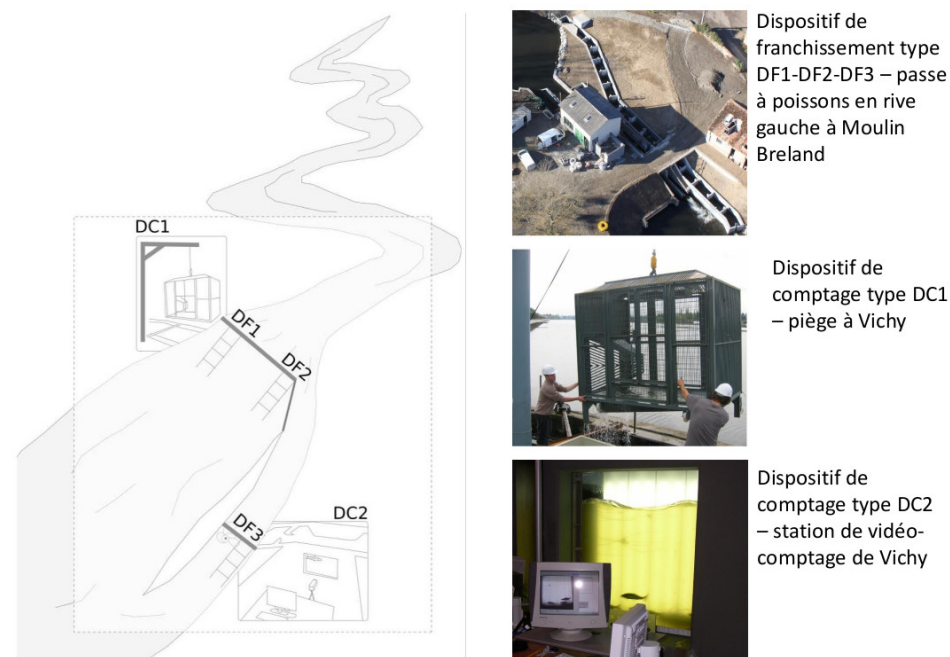 DC1
DF1
DF2
DF3
DC2
Dispositif de
franchissement type
DF1-DF2-DF3 – passe
à poissons en rive
gauche à Moulin
Breland
Dispositif de
comptage type DC1
– piège à Vichy
Dispositif de
comptage type DC2
– station de vidéo-
comptage de Vichy